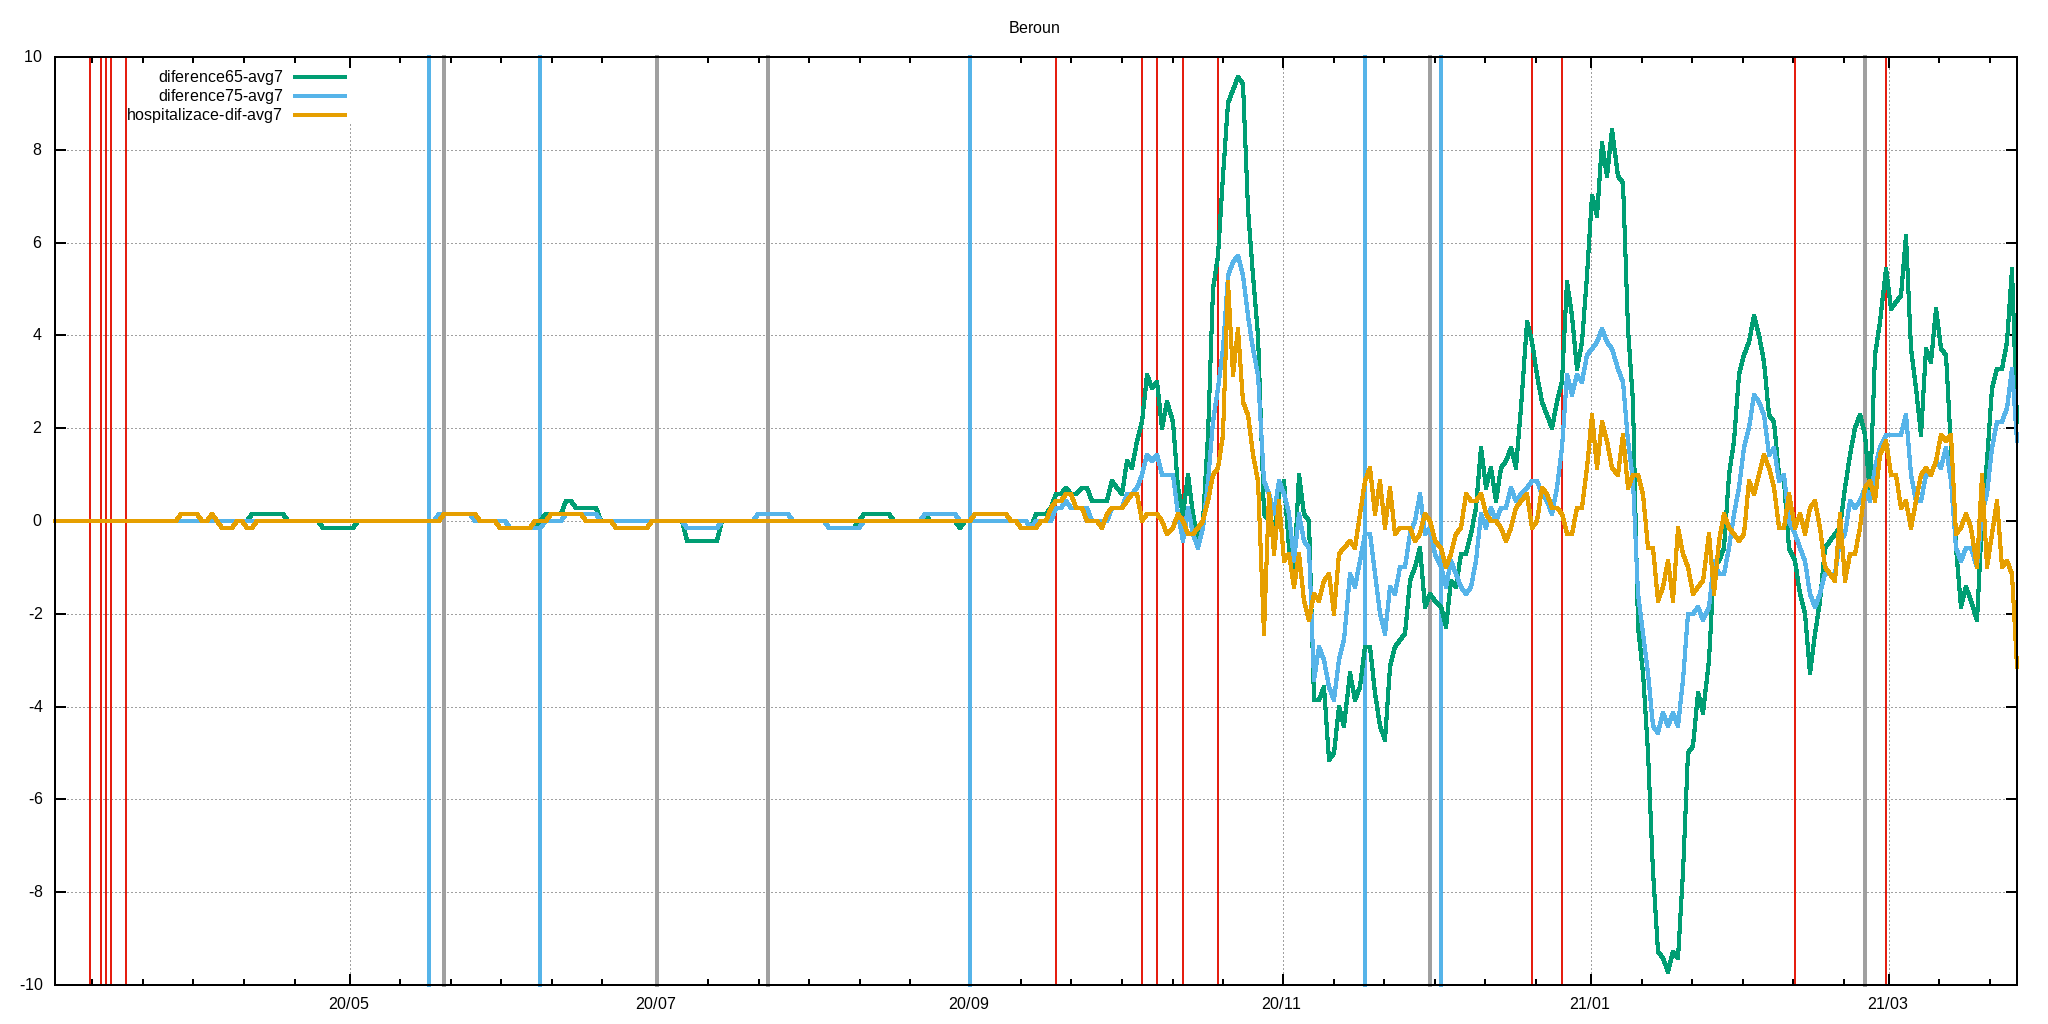 Beroun
10
diference65-avg7
diference75-avg7
hospitalizace-dif-avg7
8
6
4
2
0
-2
-4
-6
-8
-10
20/05 20/07 20/09 20/11 21/01 21/03